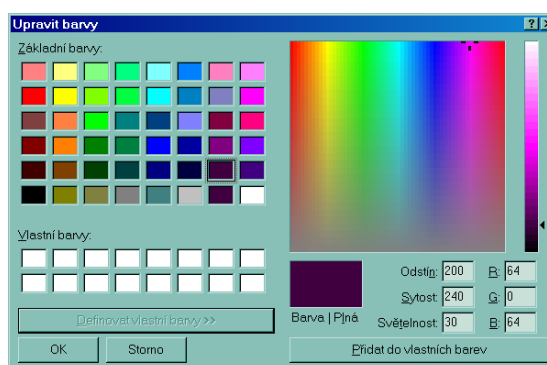 Upravit barvy
Základní barvy:
Vlastní barvy:
Definovat vlastní barvy >>
OK
Storno
Barva | Plná
Odstín: 200
Sytost: 240
Světelnost: 30
R: 64
G: 0
B: 64
Přidat do vlastních barev